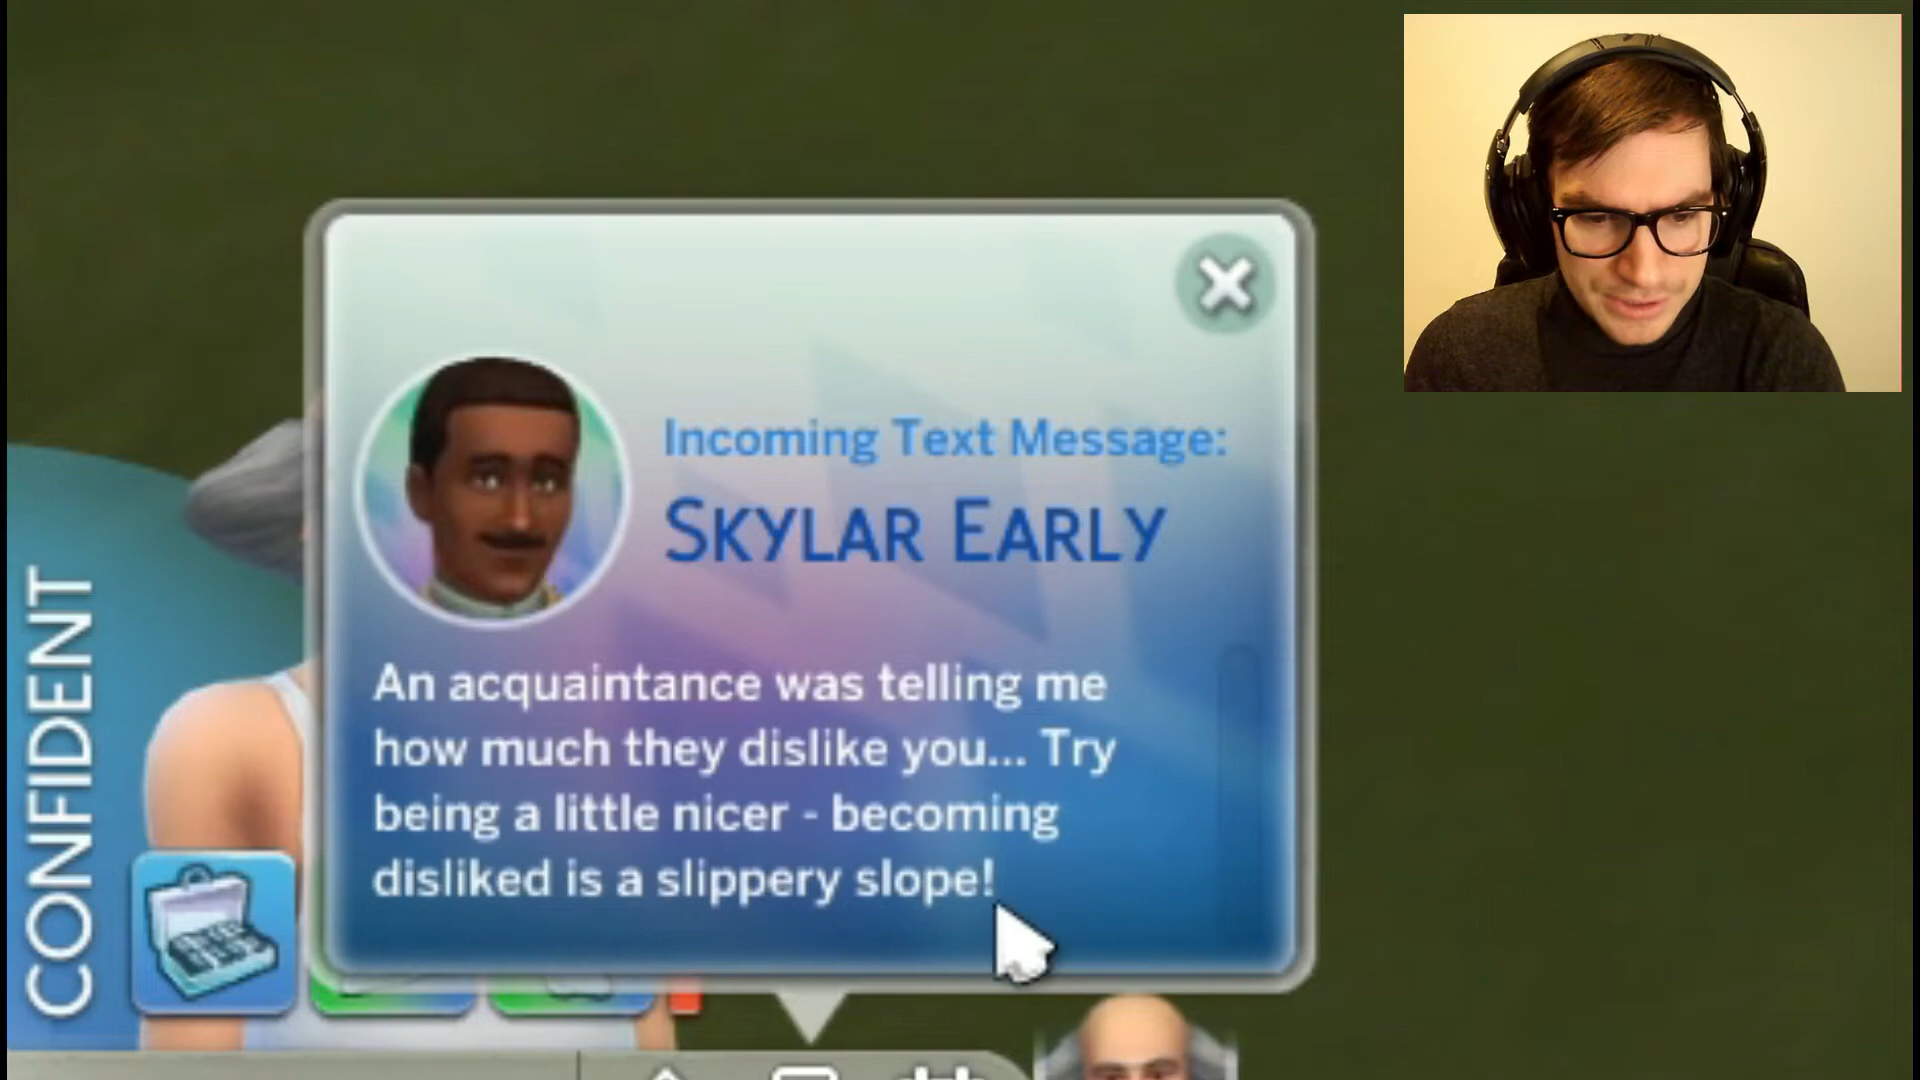 Incoming Text Message:
SKYLAR EARLY
An acquaintance was telling me
how much they dislike you... Try
being a little nicer - becoming
disliked is a slippery slope!
CONFIDENT